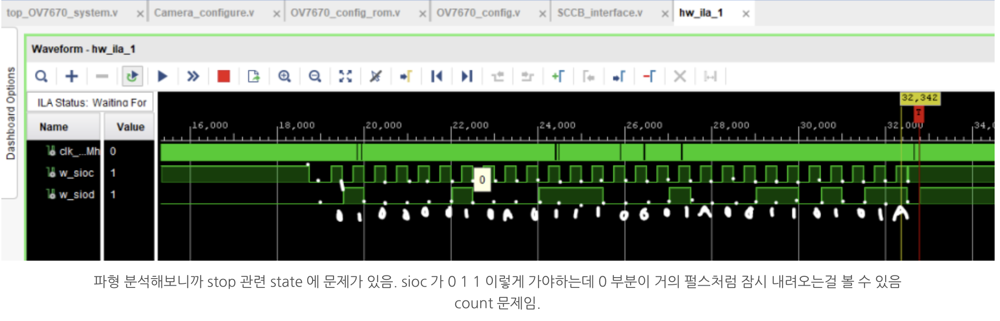 top_OV7670_system.v Camera_configure.v OV7670_config_rom.v OV7670_config.v SCCB_interface.v hw_ila_1
Dashboard Options
Waveform - hw_ila_1
ILA Status: Waiting For
Name Value
32,342
T
16,000 18,000 20,000 22,000 24,000 26,000 28,000 30,000 32,000 34,0
clk_...Mh 0
w_sioc 1
w_siod 1
0
0 1 0 0 0 0 1 0 A 0 1 1 1 0 0 0 1 A 0 0 1 1 0 1 0 1 A
파형 분석해보니까 stop 관련 state 에 문제가 있음. sioc 가 0 1 1 이렇게 가야하는데 0 부분이 거의 펄스처럼 잠시 내려오는걸 볼 수 있음
count 문제임.